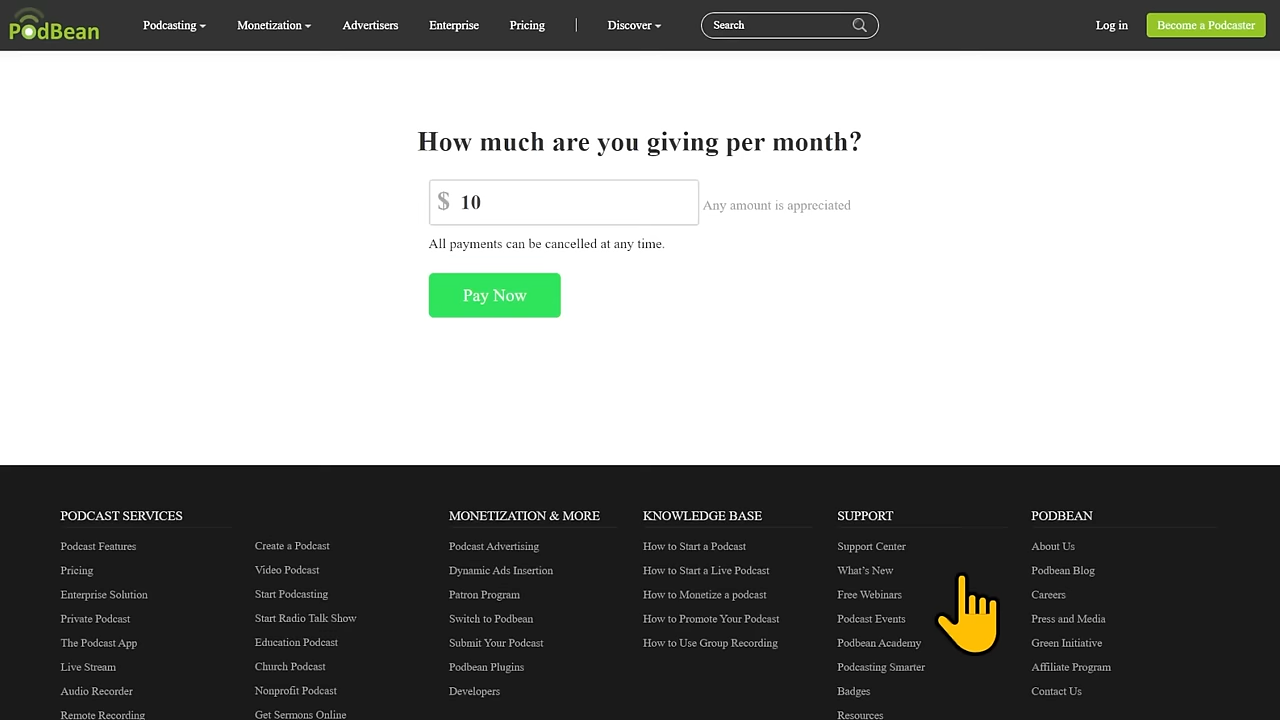 PodBean
Podcasting
Monetization
Advertisers
Enterprise
Pricing
Discover
Search
Log in
Become a Podcaster
How much are you giving per month?
$ 10
Any amount is appreciated
All payments can be cancelled at any time.
Pay Now
PODCAST SERVICES
Podcast Features
Pricing
Enterprise Solution
Private Podcast
The Podcast App
Live Stream
Audio Recorder
Remote Recording
Create a Podcast
Video Podcast
Start Podcasting
Start Radio Talk Show
Education Podcast
Church Podcast
Nonprofit Podcast
Get Sermons Online
MONETIZATION & MORE
Podcast Advertising
Dynamic Ads Insertion
Patron Program
Switch to Podbean
Submit Your Podcast
Podbean Plugins
Developers
KNOWLEDGE BASE
How to Start a Podcast
How to Start a Live Podcast
How to Monetize a podcast
How to Promote Your Podcast
How to Use Group Recording
SUPPORT
Support Center
What's New
Free Webinars
Podcast Events
Podbean Academy
Podcasting Smarter
Badges
Resources
PODBEAN
About Us
Podbean Blog
Careers
Press and Media
Green Initiative
Affiliate Program
Contact Us